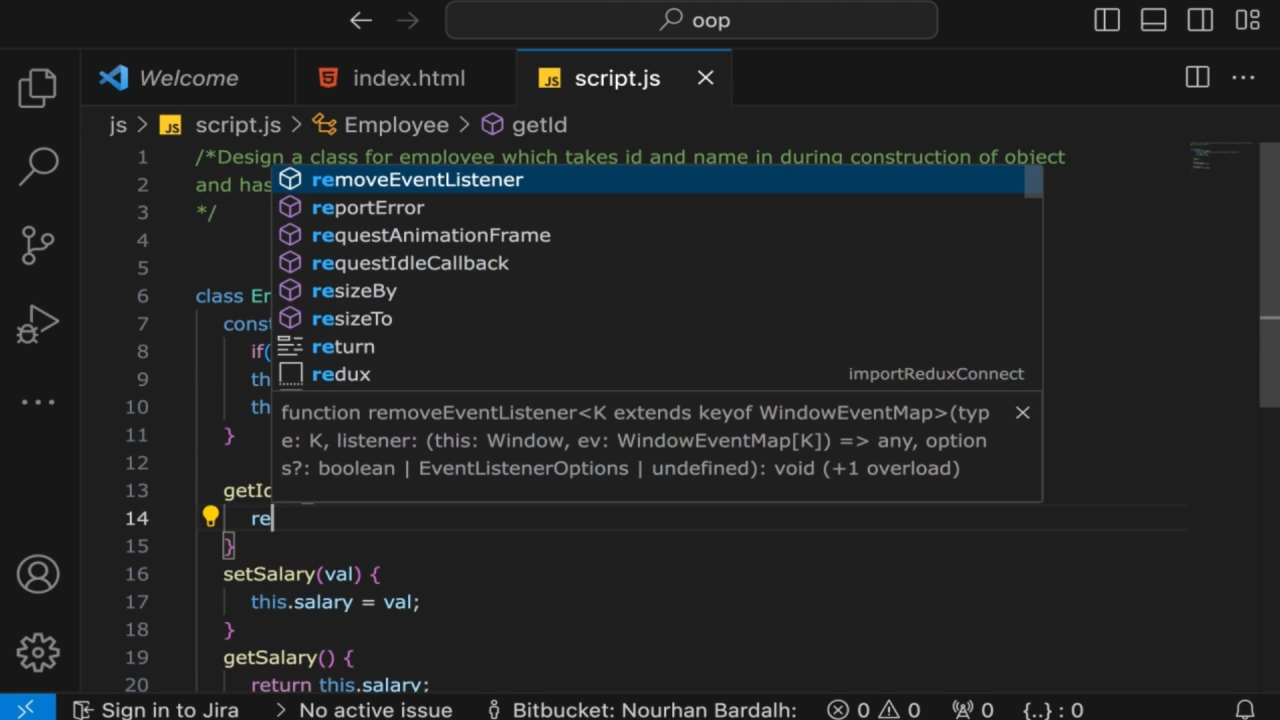 oop
Welcome
index.html
JS script.js
js > JS script.js > Employee > getId
1 /*Design a class for employee which takes id and name in during construction of object
2 and has
3 */
4
5
6 class Em
7 const
8 if(
9 th
10 th
11 }
12
13 getId
14 re
15 }
16 setSalary(val) {
17 this.salary = val;
18 }
19 getSalary() {
20 return this.salary;
removeEventListener
reportError
requestAnimationFrame
requestIdleCallback
resizeBy
resizeTo
return
redux importReduxConnect
function removeEventListener<K extends keyof WindowEventMap>(typ
e: K, listener: (this: Window, ev: WindowEventMap[K]) => any, option
s?: boolean | EventListenerOptions | undefined): void (+1 overload)
Sign in to Jira > No active issue Bitbucket: Nourhan Bardalh: 0 0 0 {..} : 0